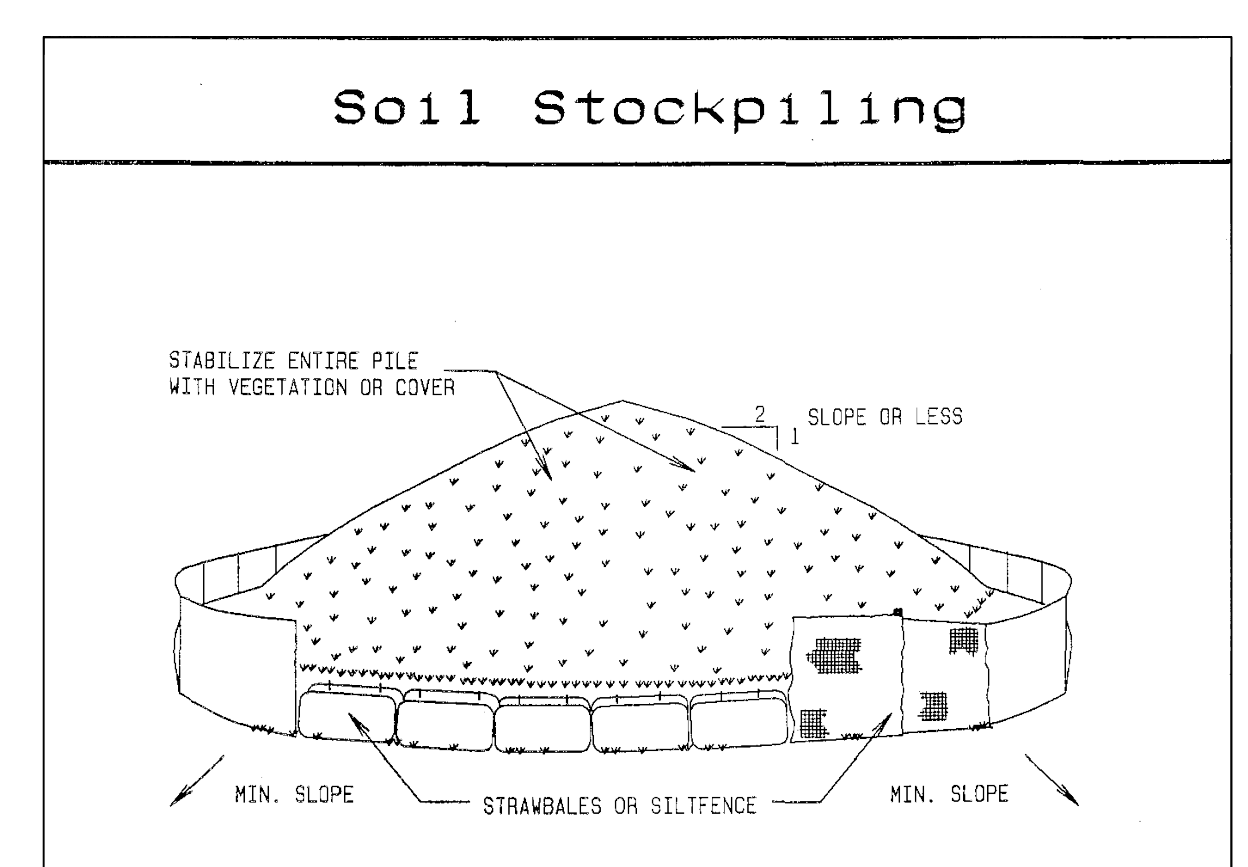 Soil Stockpiling
STABILIZE ENTIRE PILE
WITH VEGETATION OR COVER
2
SLOPE OR LESS
1
MIN. SLOPE
STRAWBALES OR SILTFENCE
MIN. SLOPE